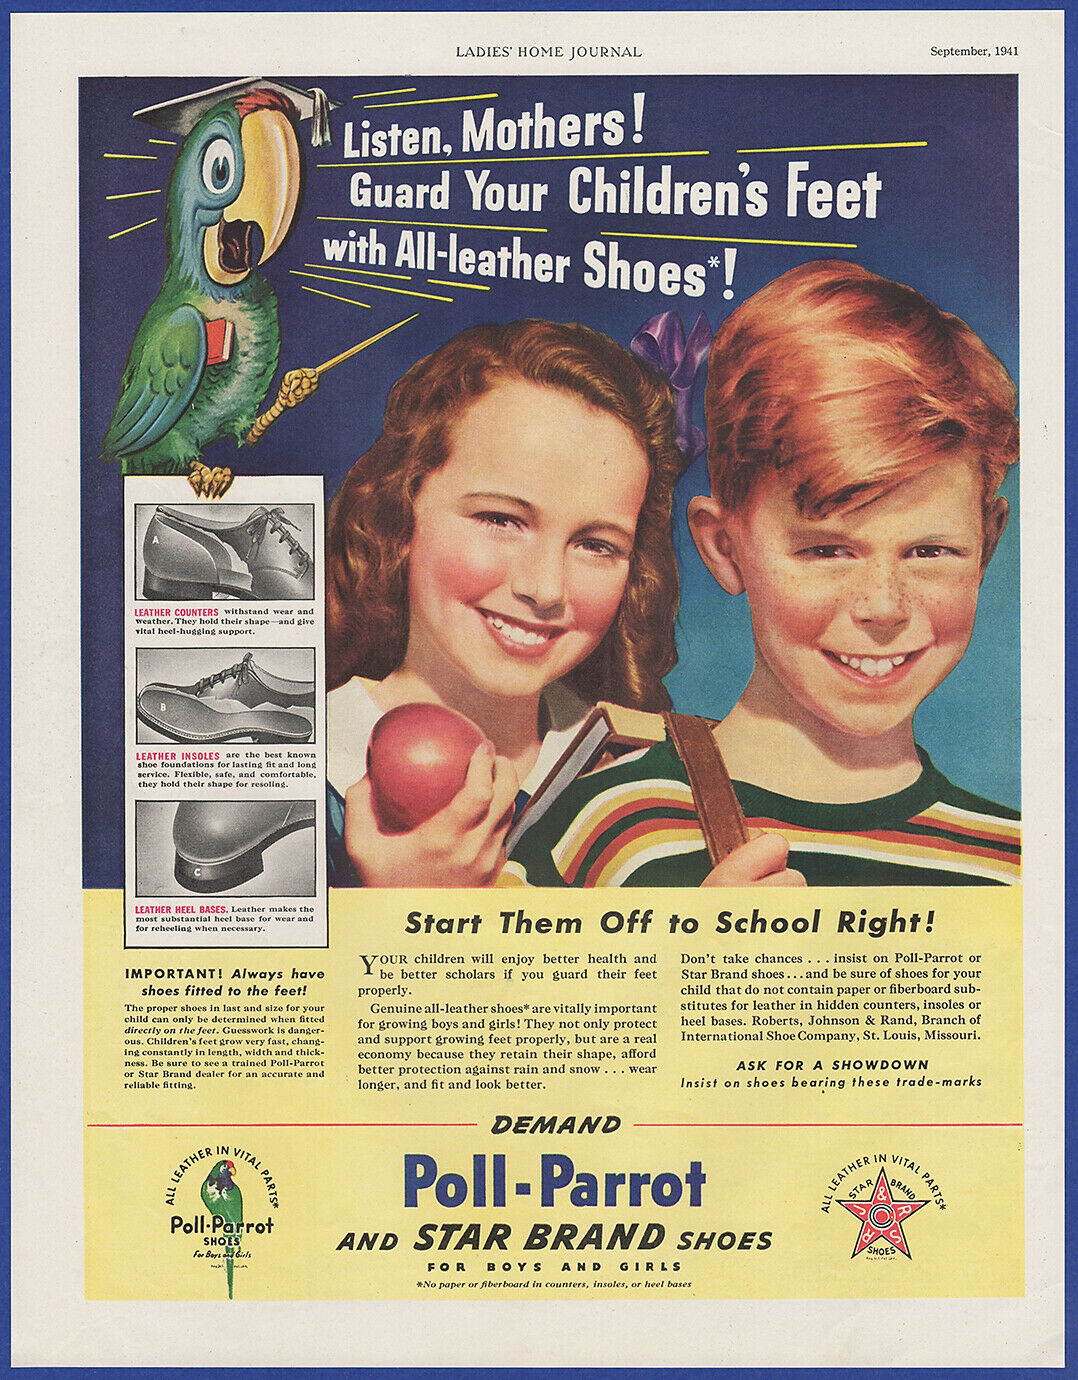 LADIES' HOME JOURNAL
September, 1941
Listen, Mothers!
Guard Your Children's Feet
with All-leather Shoes*!
A
LEATHER COUNTERS withstand wear and
weather. They hold their shape—and give
vital heel-hugging support.
B
LEATHER INSOLES are the best known
shoe foundations for lasting fit and long
service. Flexible, safe, and comfortable,
they hold their shape for resoling.
C
LEATHER HEEL BASES. Leather makes the
most substantial heel base for wear and
for reheeling when necessary.
IMPORTANT! Always have
shoes fitted to the feet!
The proper shoes in last and size for your
child can only be determined when fitted
directly on the feet. Guesswork is danger-
ous. Children's feet grow very fast, chang-
ing constantly in length, width and thick-
ness. Be sure to see a trained Poll-Parrot
or Star Brand dealer for an accurate and
reliable fitting.
Start Them Off to School Right!
YOUR children will enjoy better health and
be better scholars if you guard their feet
properly.
Genuine all-leather shoes* are vitally important
for growing boys and girls! They not only protect
and support growing feet properly, but are a real
economy because they retain their shape, afford
better protection against rain and snow . . . wear
longer, and fit and look better.
Don't take chances . . . insist on Poll-Parrot or
Star Brand shoes...and be sure of shoes for your
child that do not contain paper or fiberboard sub-
stitutes for leather in hidden counters, insoles or
heel bases. Roberts, Johnson & Rand, Branch of
International Shoe Company, St. Louis, Missouri.
ASK FOR A SHOWDOWN
Insist on shoes bearing these trade-marks
DEMAND
ALL LEATHER IN VITAL PARTS*
Poll-Parrot
SHOES
For Boys and Girls
Poll-Parrot
AND STAR BRAND SHOES
FOR BOYS AND GIRLS
*No paper or fiberboard in counters, insoles, or heel bases
ALL LEATHER IN VITAL PARTS*
STAR BRAND
SHOES